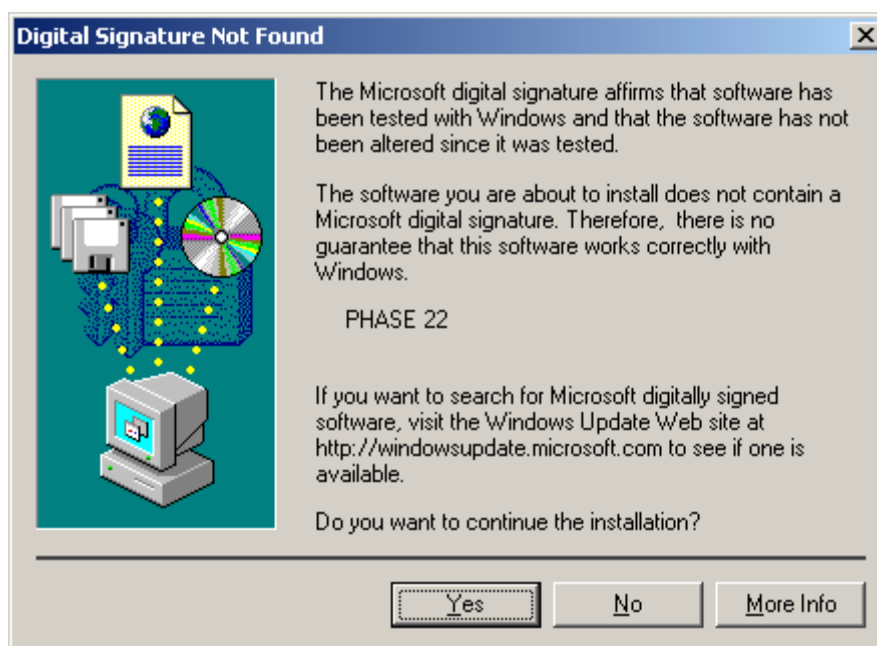 Digital Signature Not Found
The Microsoft digital signature affirms that software has
been tested with Windows and that the software has not
been altered since it was tested.
The software you are about to install does not contain a
Microsoft digital signature. Therefore,  there is no
guarantee that this software works correctly with
Windows.
PHASE 22
If you want to search for Microsoft digitally signed
software, visit the Windows Update Web site at
http://windowsupdate.microsoft.com to see if one is
available.
Do you want to continue the installation?
Yes No More Info